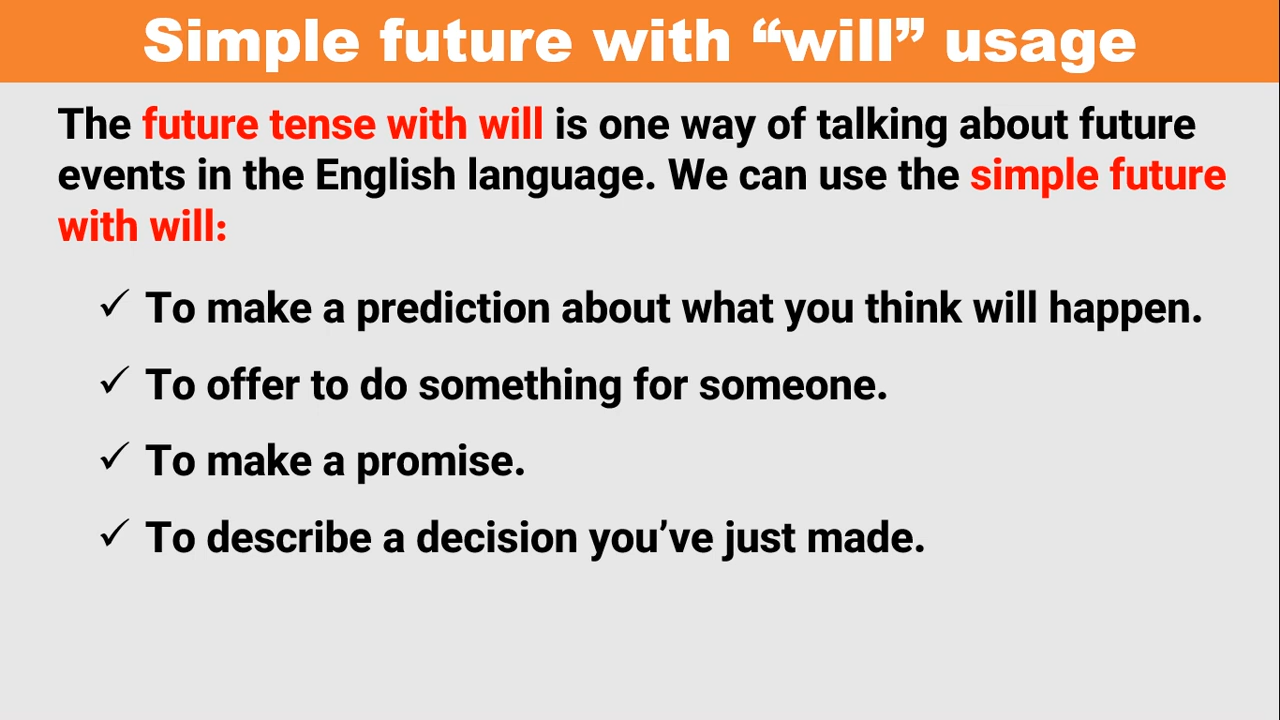 Simple future with “will” usage
The future tense with will is one way of talking about future
events in the English language. We can use the simple future
with will:
✓ To make a prediction about what you think will happen.
✓ To offer to do something for someone.
✓ To make a promise.
✓ To describe a decision you’ve just made.